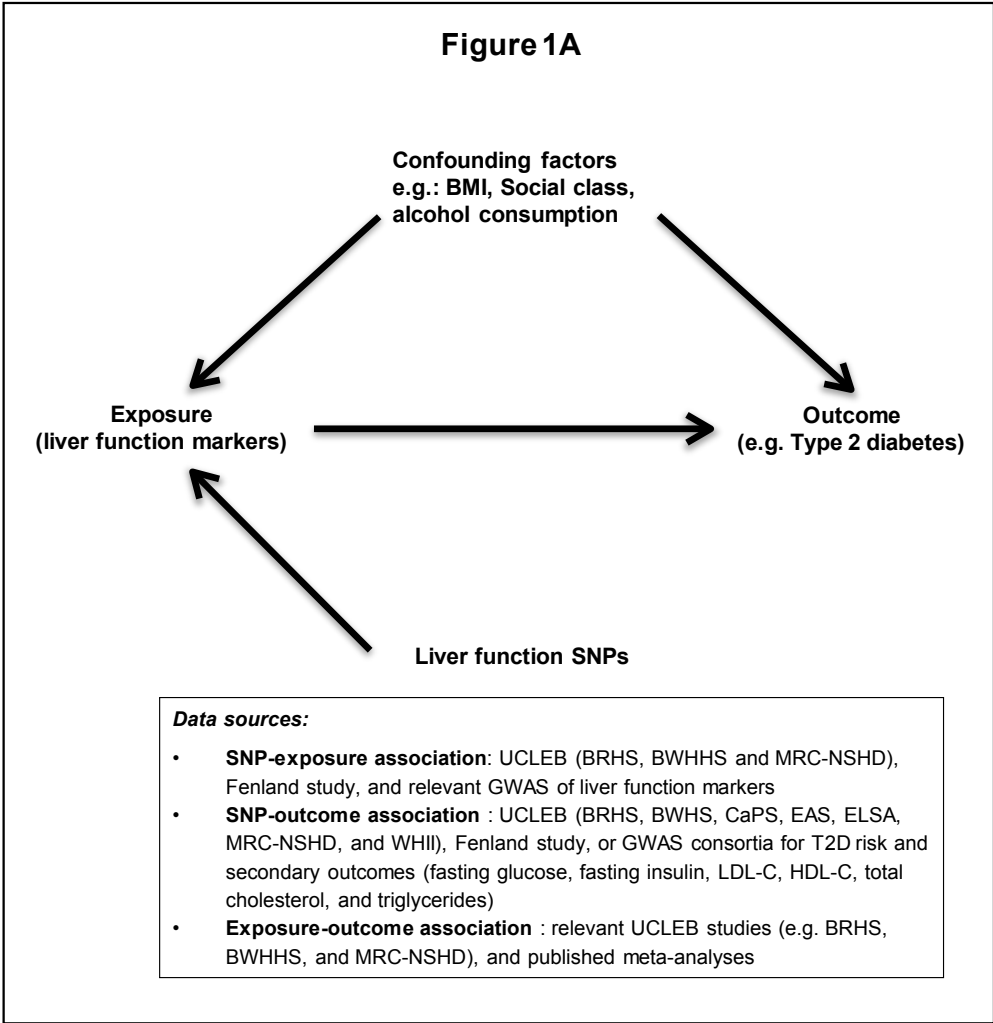 Figure 1A
Confounding factors
e.g.: BMI, Social class,
alcohol consumption
Exposure
(liver function markers)
Outcome
(e.g. Type 2 diabetes)
Liver function SNPs
Data sources:
• SNP-exposure association: UCLEB (BRHS, BWHHS and MRC-NSHD),
Fenland study, and relevant GWAS of liver function markers
• SNP-outcome association : UCLEB (BRHS, BWHS, CaPS, EAS, ELSA,
MRC-NSHD, and WHII), Fenland study, or GWAS consortia for T2D risk and
secondary outcomes (fasting glucose, fasting insulin, LDL-C, HDL-C, total
cholesterol, and triglycerides)
• Exposure-outcome association : relevant UCLEB studies (e.g. BRHS,
BWHHS, and MRC-NSHD), and published meta-analyses